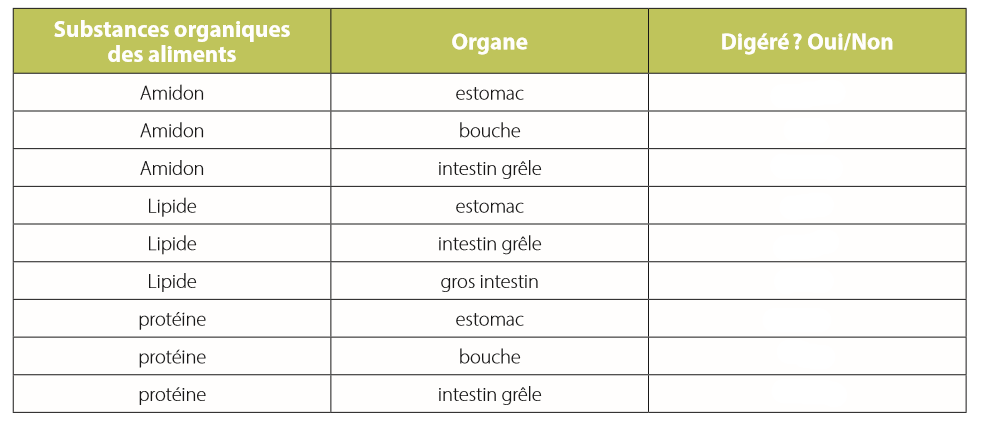 Substances organiques
des aliments
Organe
Digéré ? Oui/Non
Amidon estomac
Amidon bouche
Amidon intestin grêle
Lipide estomac
Lipide intestin grêle
Lipide gros intestin
protéine estomac
protéine bouche
protéine intestin grêle